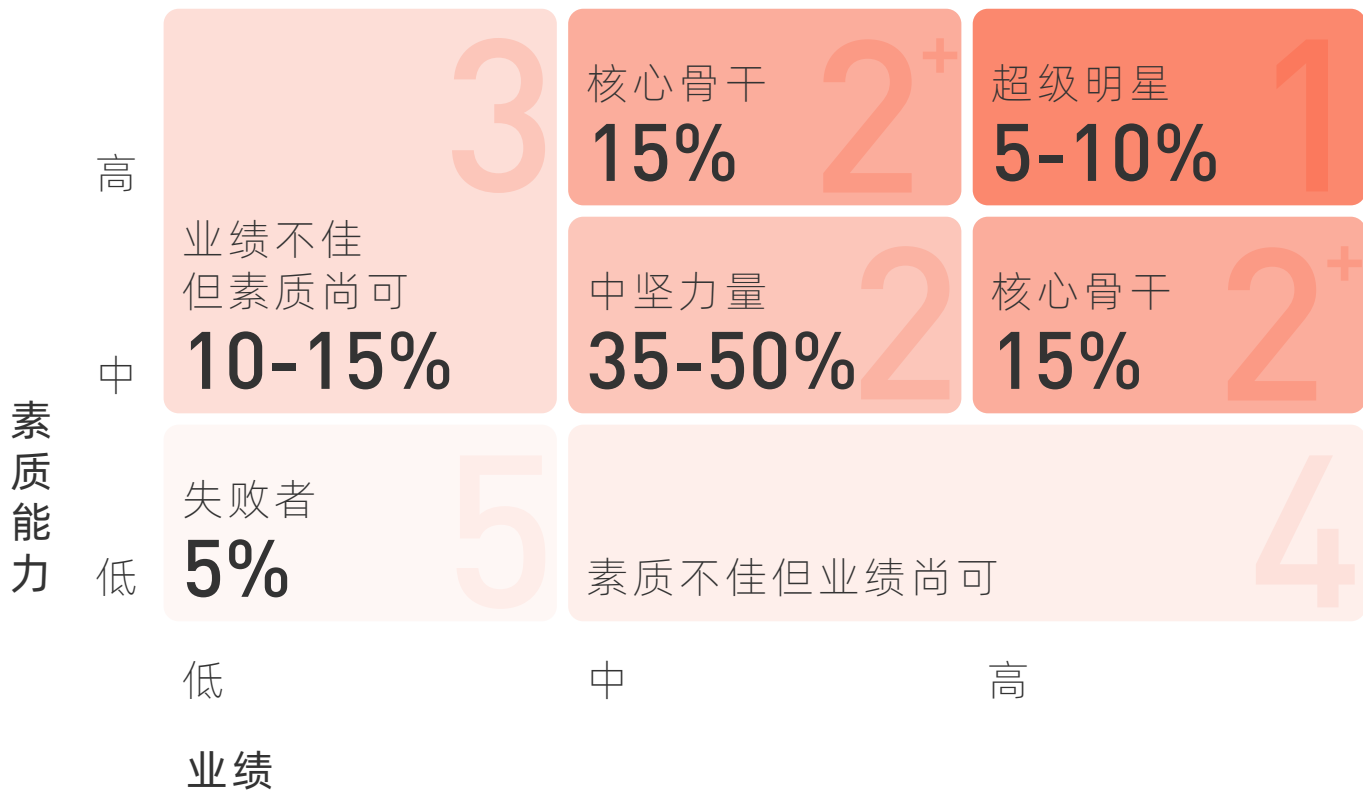 3
核心骨干
2+
15%
超级明星
1
5-10%
高
业绩不佳
但素质尚可
10-15%
中坚力量
2
35-50%
核心骨干
2+
15%
中
素质能力
失败者
5
5%
低
素质不佳但业绩尚可
4
低
中
高
业绩